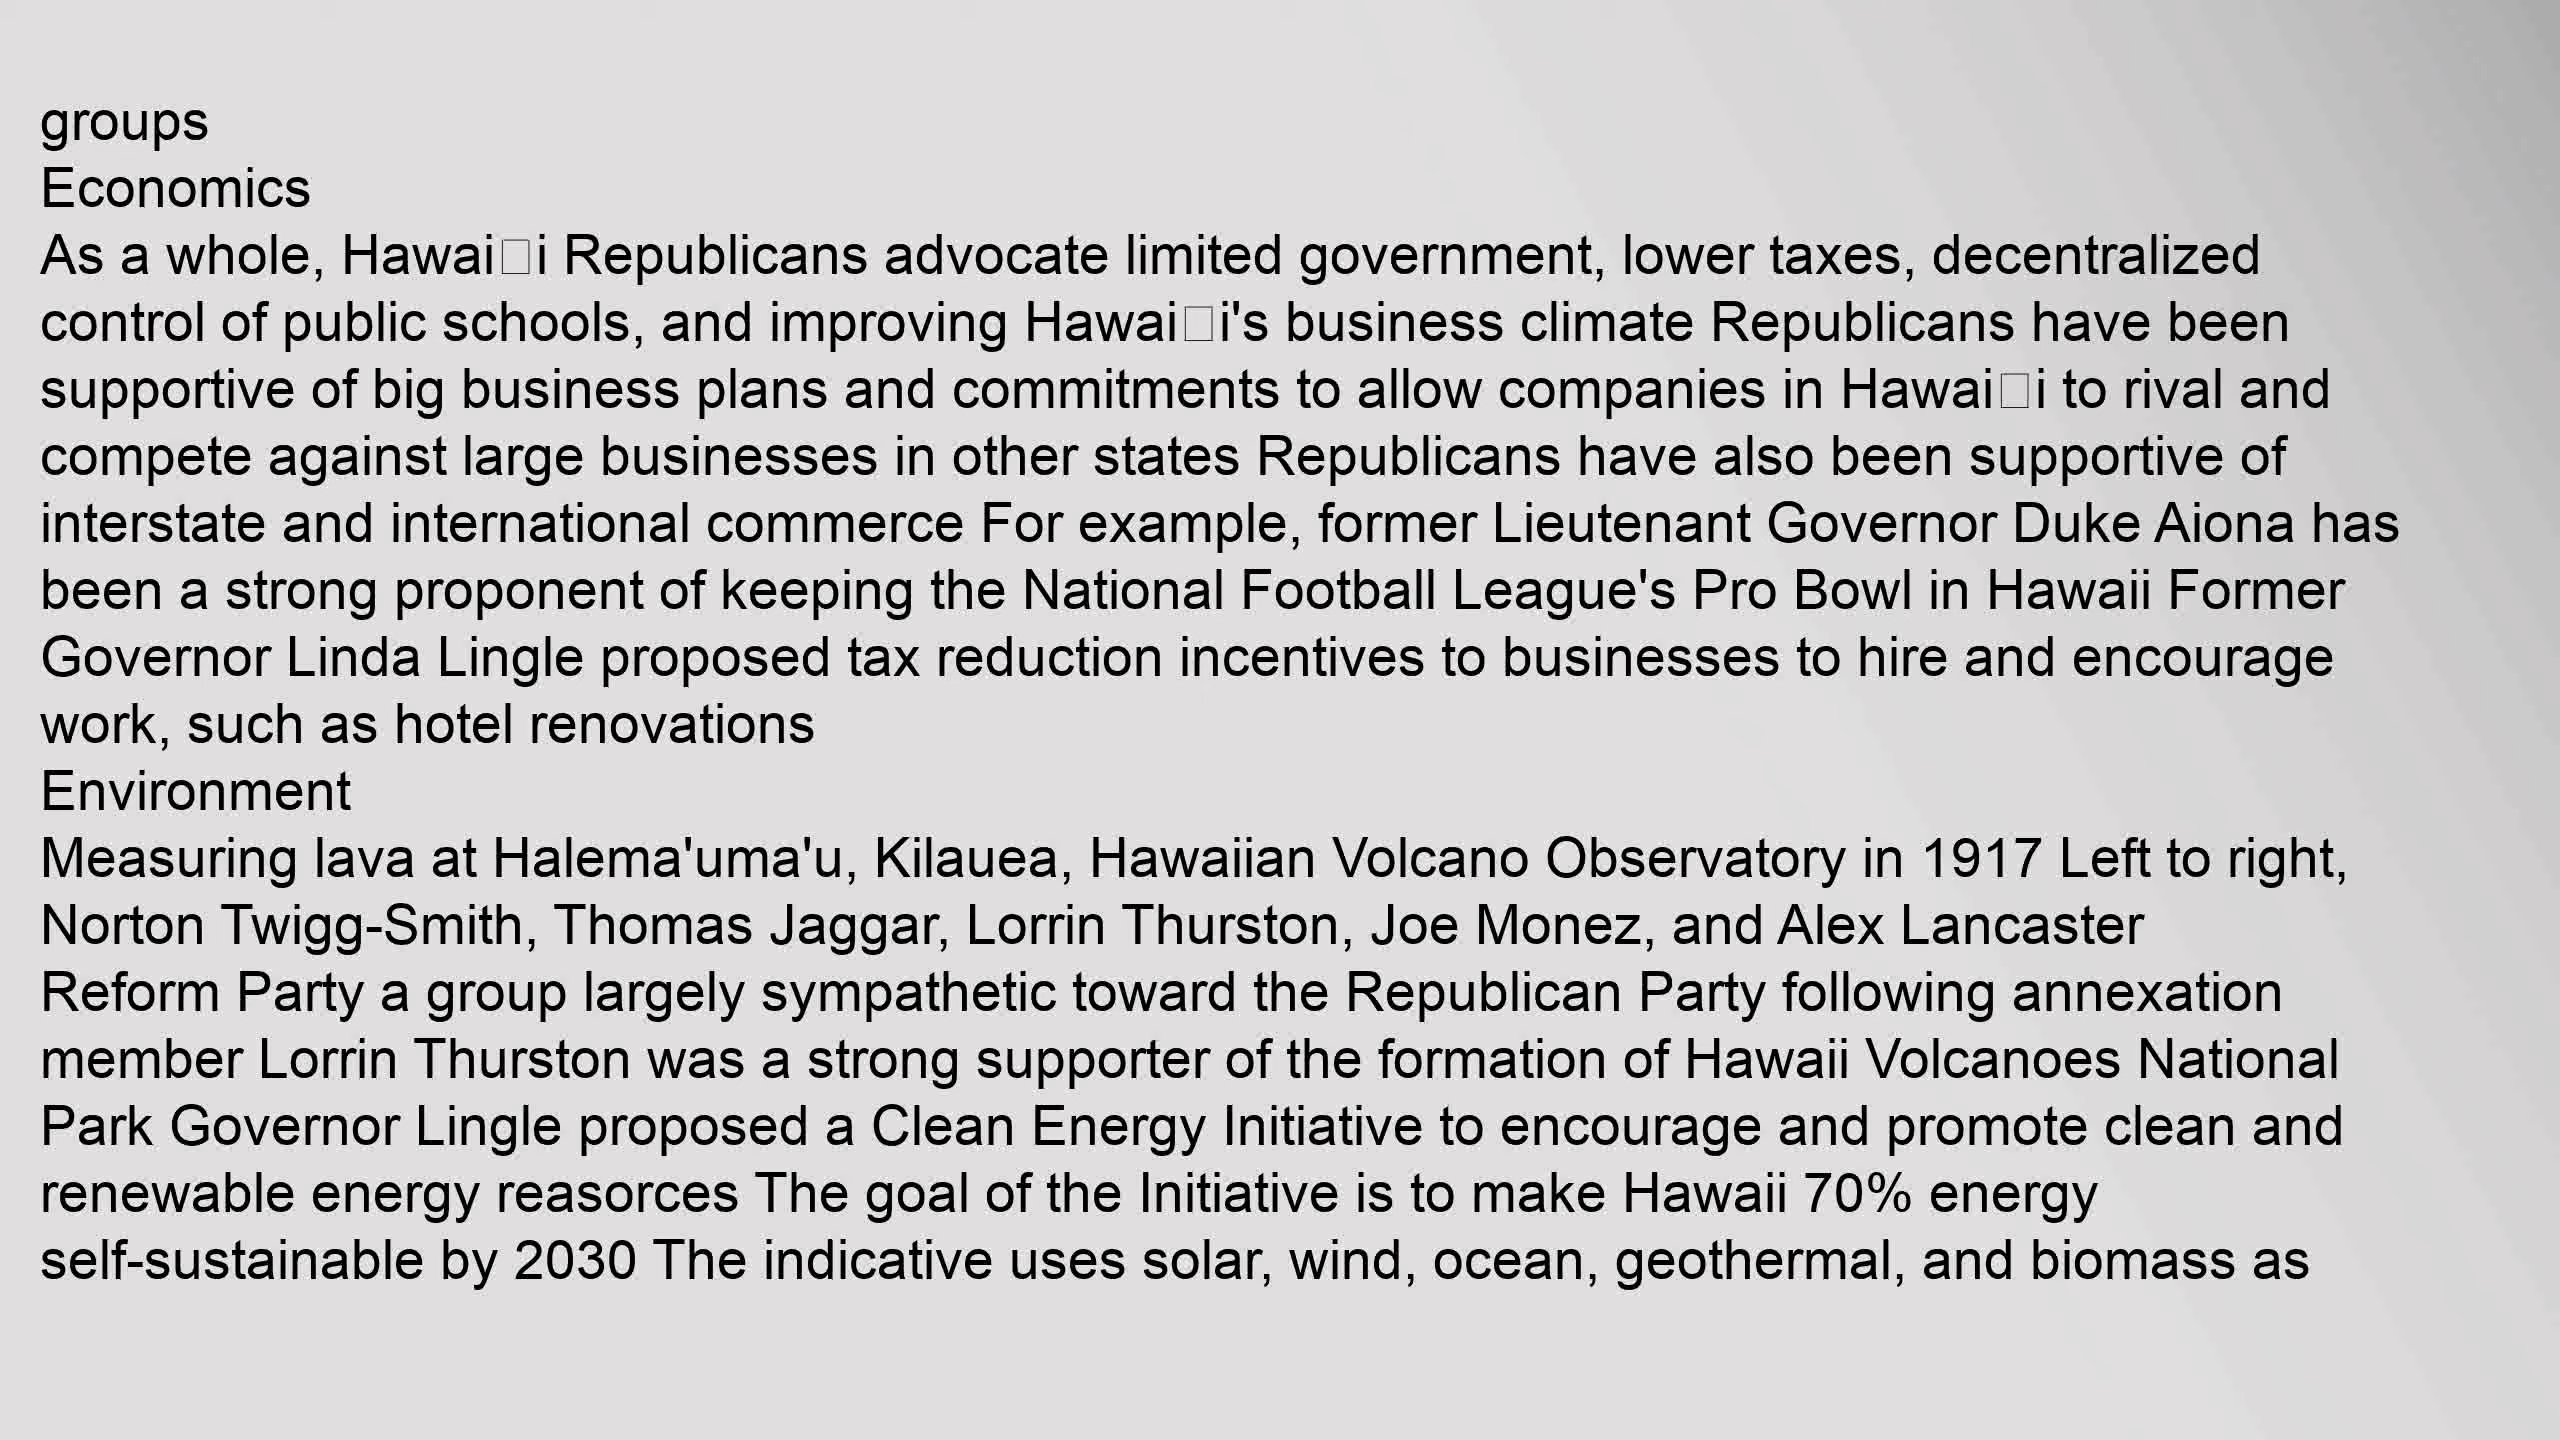 groups
Economics
As a whole, Hawai□i Republicans advocate limited government, lower taxes, decentralized
control of public schools, and improving Hawai□i's business climate Republicans have been
supportive of big business plans and commitments to allow companies in Hawai□i to rival and
compete against large businesses in other states Republicans have also been supportive of
interstate and international commerce For example, former Lieutenant Governor Duke Aiona has
been a strong proponent of keeping the National Football League's Pro Bowl in Hawaii Former
Governor Linda Lingle proposed tax reduction incentives to businesses to hire and encourage
work, such as hotel renovations
Environment
Measuring lava at Halema'uma'u, Kilauea, Hawaiian Volcano Observatory in 1917 Left to right,
Norton Twigg-Smith, Thomas Jaggar, Lorrin Thurston, Joe Monez, and Alex Lancaster
Reform Party a group largely sympathetic toward the Republican Party following annexation
member Lorrin Thurston was a strong supporter of the formation of Hawaii Volcanoes National
Park Governor Lingle proposed a Clean Energy Initiative to encourage and promote clean and
renewable energy reasorces The goal of the Initiative is to make Hawaii 70% energy
self-sustainable by 2030 The indicative uses solar, wind, ocean, geothermal, and biomass as